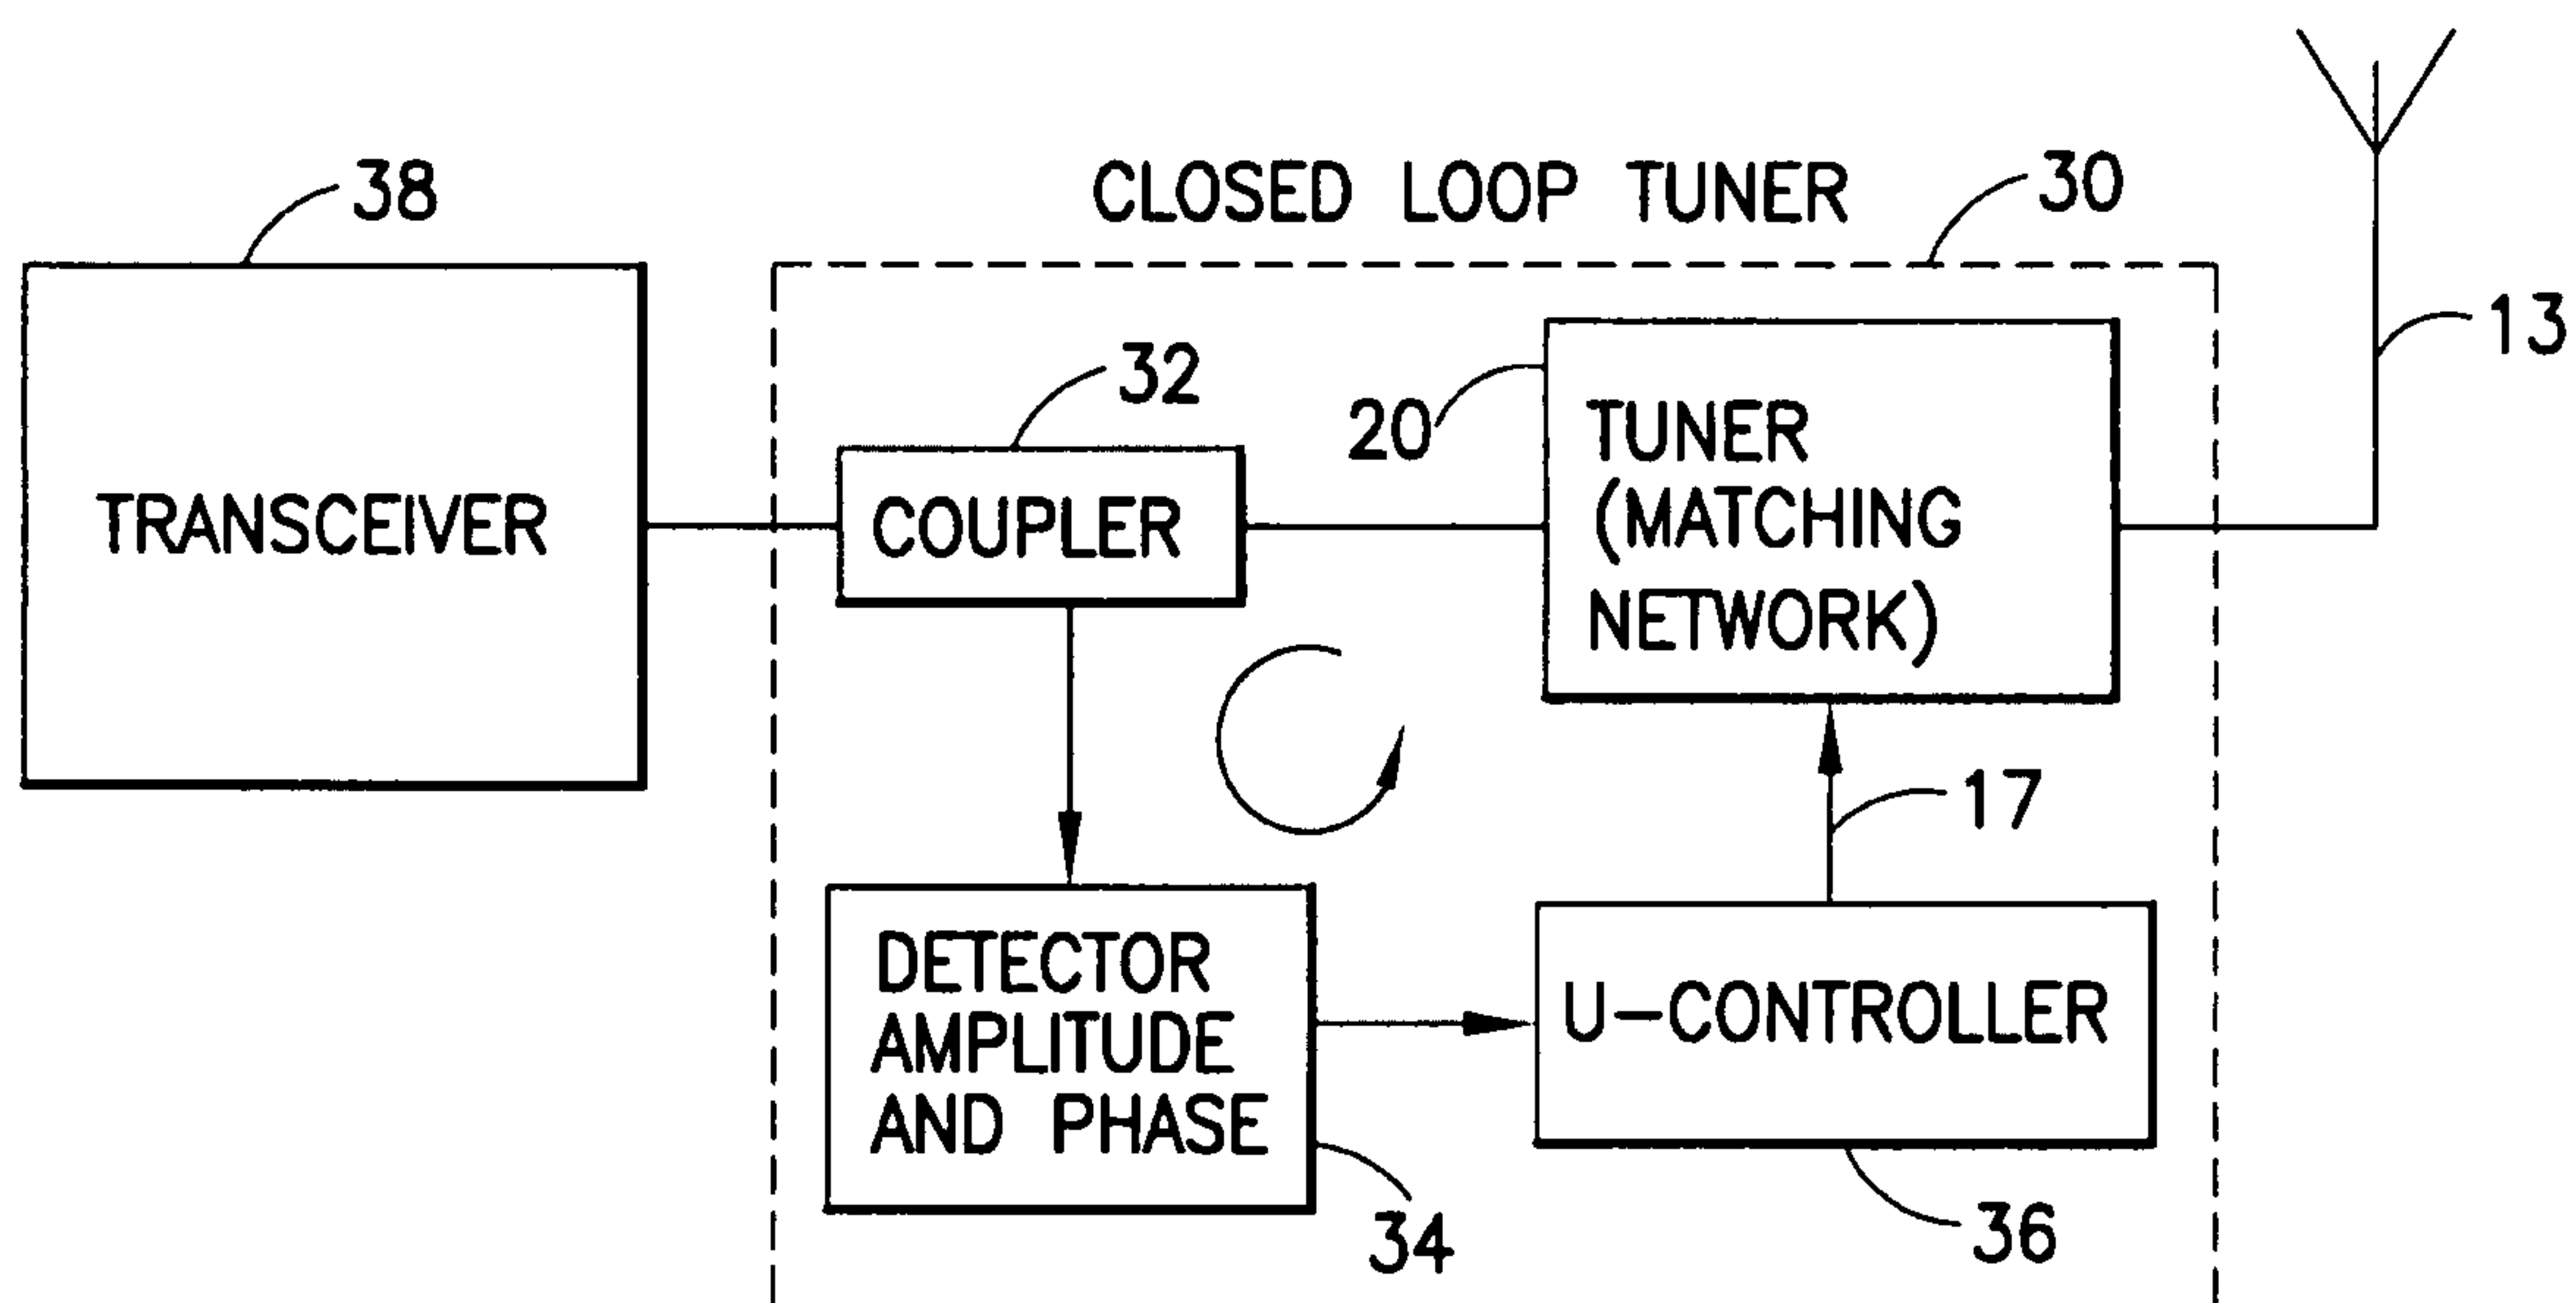 38
CLOSED LOOP TUNER
30
13
TRANSCEIVER
32
COUPLER
20
TUNER
(MATCHING
NETWORK)
17
DETECTOR
AMPLITUDE
AND PHASE
34
U-CONTROLLER
36